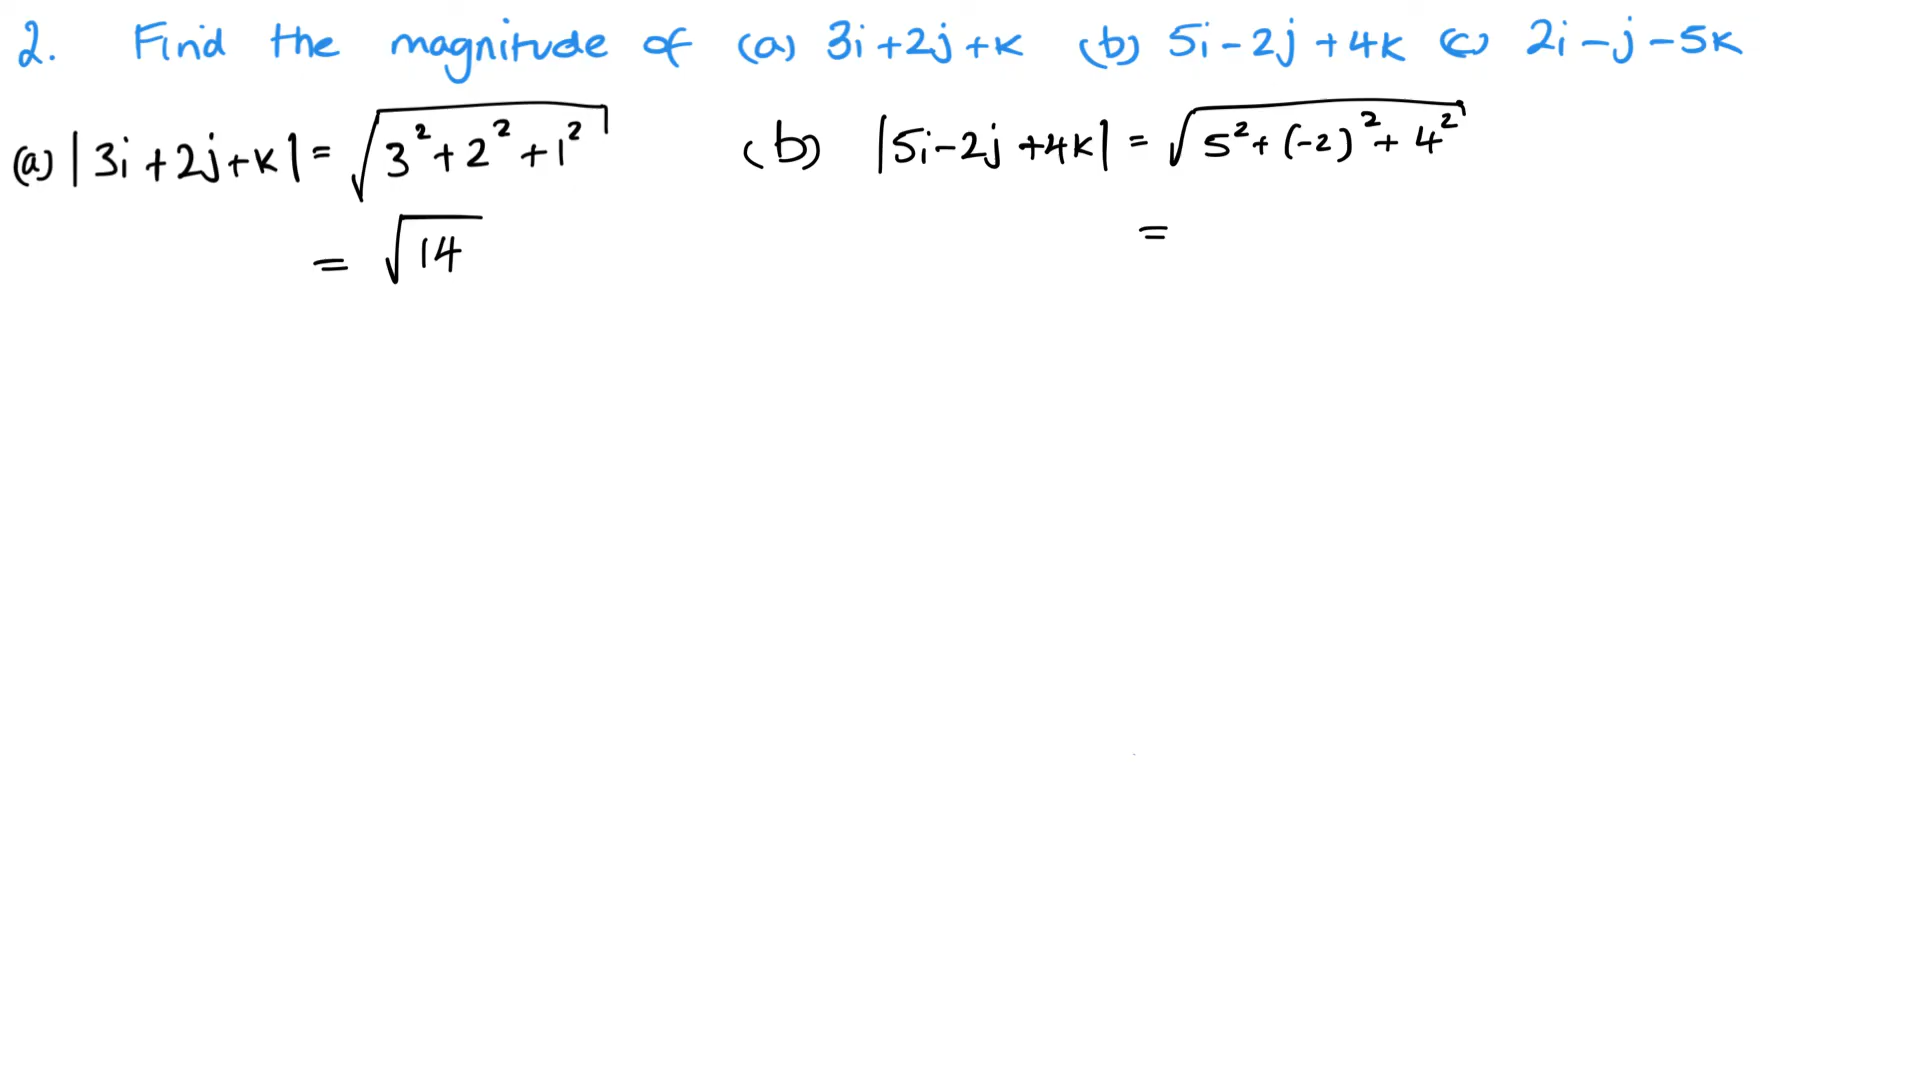 2. Find the magnitude of (a) 3i+2j+k (b) 5i-2j+4k (c) 2i-j-5k
(a) |3i+2j+k| = √3²+2²+1²
= √14
(b) |5i-2j+4k| = √5²+(-2)²+4²
=